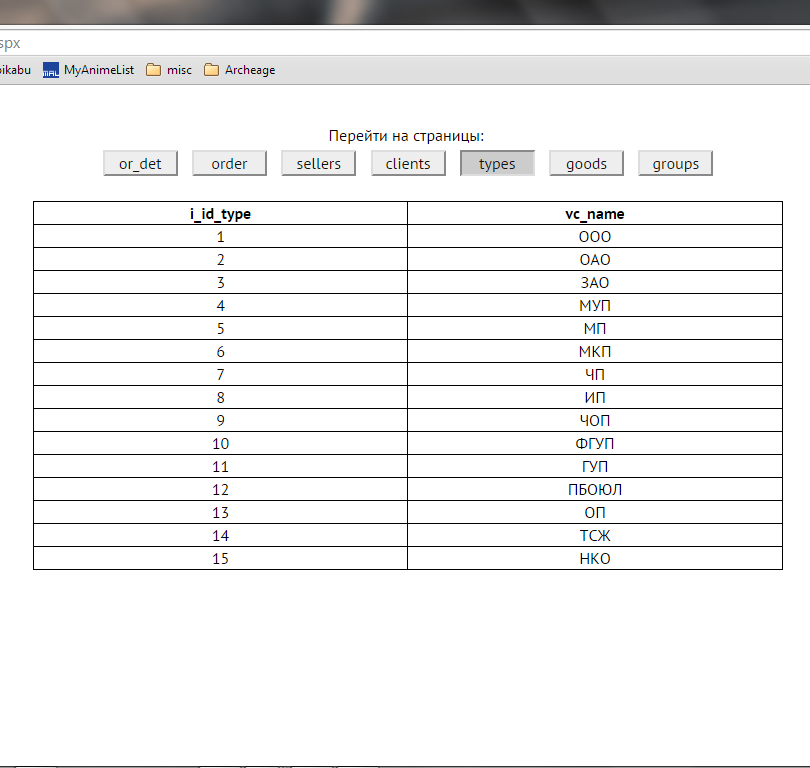 spx
pikabu MyAnimeList misc Archeage
Перейти на страницы:
or_det order sellers clients types goods groups
i_id_type vc_name
1 ООО
2 ОАО
3 ЗАО
4 МУП
5 МП
6 МКП
7 ЧП
8 ИП
9 ЧОП
10 ФГУП
11 ГУП
12 ПБОЮЛ
13 ОП
14 ТСЖ
15 НКО